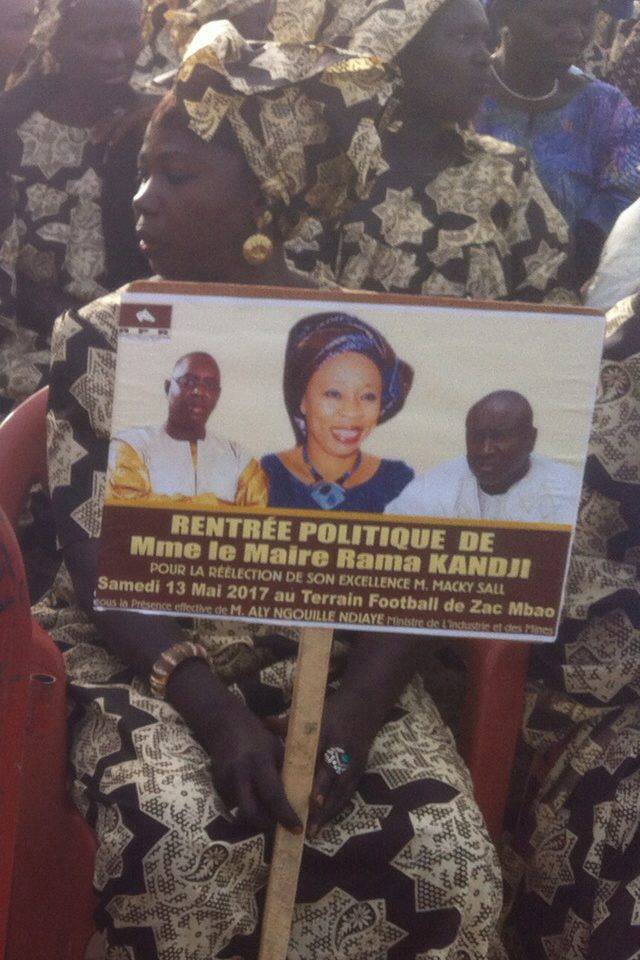 APR
RENTRÉE POLITIQUE DE
Mme le Maire Rama KANDJI
POUR LA RÉÉLECTION DE SON EXCELLENCE M. MACKY SALL
Samedi 13 Mai 2017 au Terrain Football de Zac Mbao
sous la Présence effective de M. ALY NGOUILLE NDIAYE Ministre de L'Industrie et des Mines